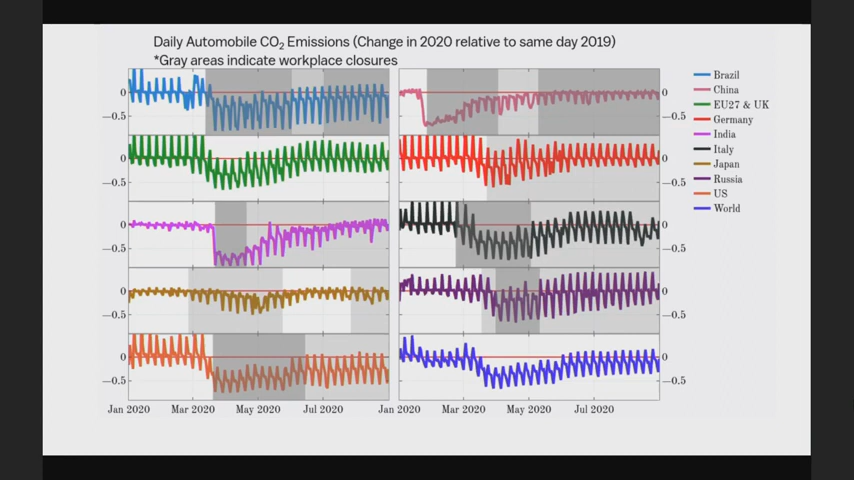 Daily Automobile CO₂ Emissions (Change in 2020 relative to same day 2019)
*Gray areas indicate workplace closures
0
−0.5
0
−0.5
0
−0.5
0
−0.5
0
−0.5
0
−0.5
0
−0.5
0
−0.5
0
−0.5
0
−0.5
Jan 2020
Mar 2020
May 2020
Jul 2020
Jan 2020
Mar 2020
May 2020
Jul 2020
Brazil
China
EU27 & UK
Germany
India
Italy
Japan
Russia
US
World